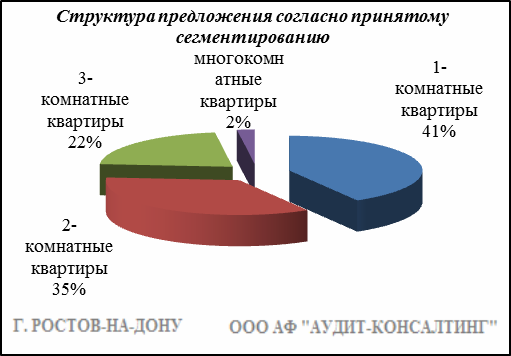 Структура предложения согласно принятому
сегментированию
многокомн
атные
квартиры
2%
1-
комнатные
квартиры
41%
3-
комнатные
квартиры
22%
2-
комнатные
квартиры
35%
Г. РОСТОВ-НА-ДОНУ
ООО АФ "АУДИТ-КОНСАЛТИНГ"